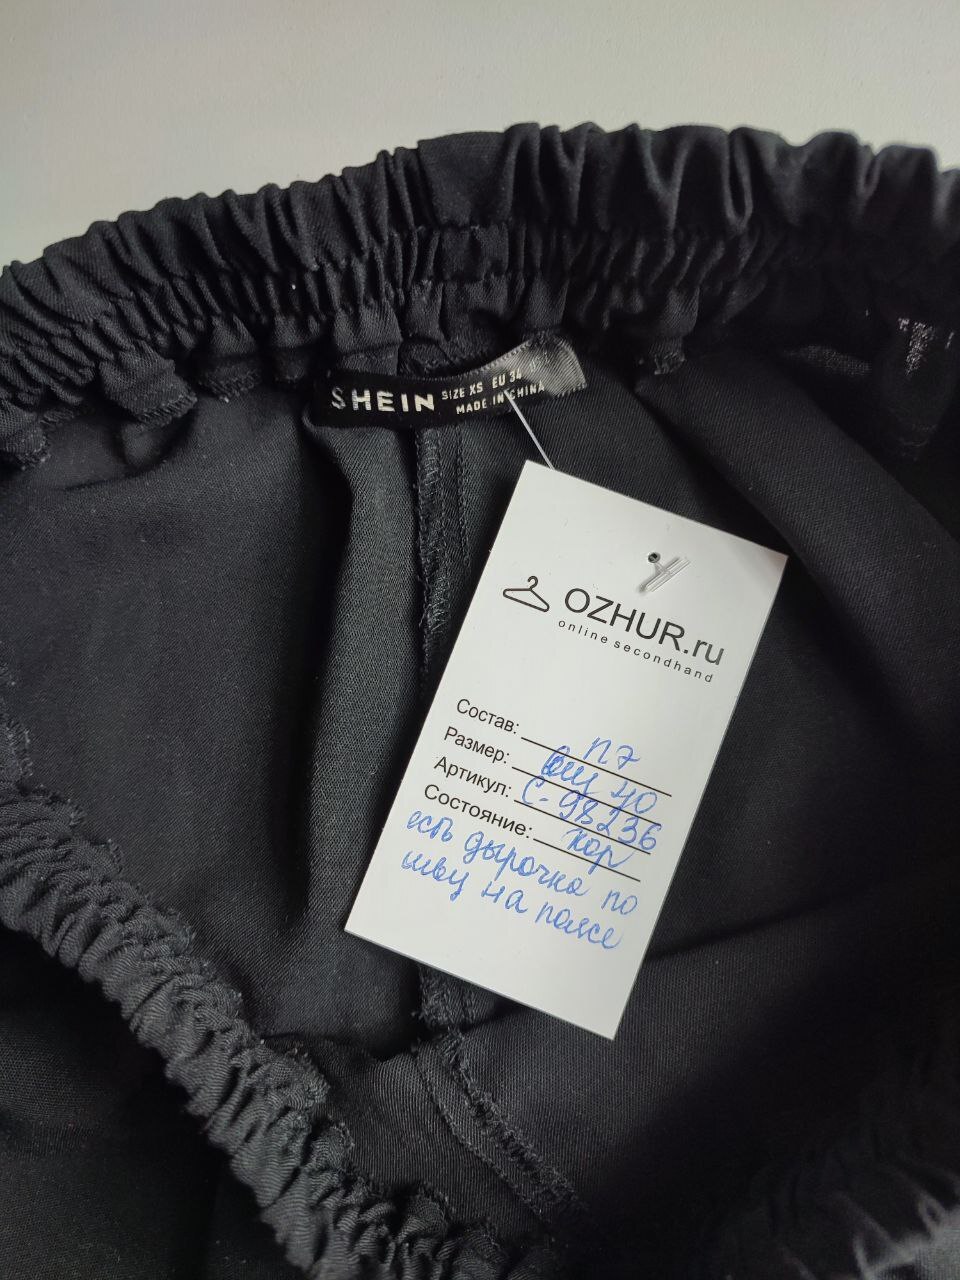 SHEIN
SIZE XS EU 34
MADE IN CHINA
OZHUR.ru
online secondhand
Состав: пэ
Размер: 40
Артикул: С-98236
Состояние: хор
есть дырочка по
шву на поясе